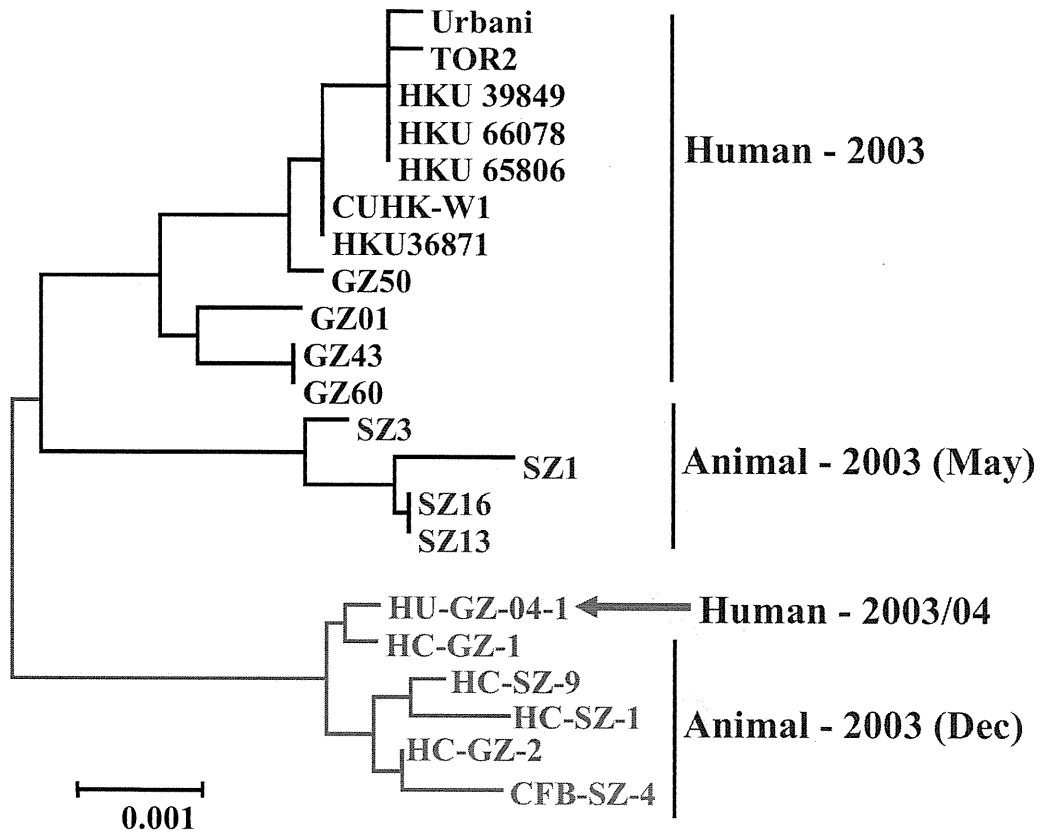 Urbani
TOR2
HKU 39849
HKU 66078
HKU 65806
CUHK-W1
HKU36871
GZ50
GZ01
GZ43
GZ60
Human - 2003
SZ3
SZ1
SZ16
SZ13
Animal - 2003 (May)
HU-GZ-04-1
Human - 2003/04
HC-GZ-1
HC-SZ-9
HC-SZ-1
HC-GZ-2
CFB-SZ-4
Animal - 2003 (Dec)
0.001